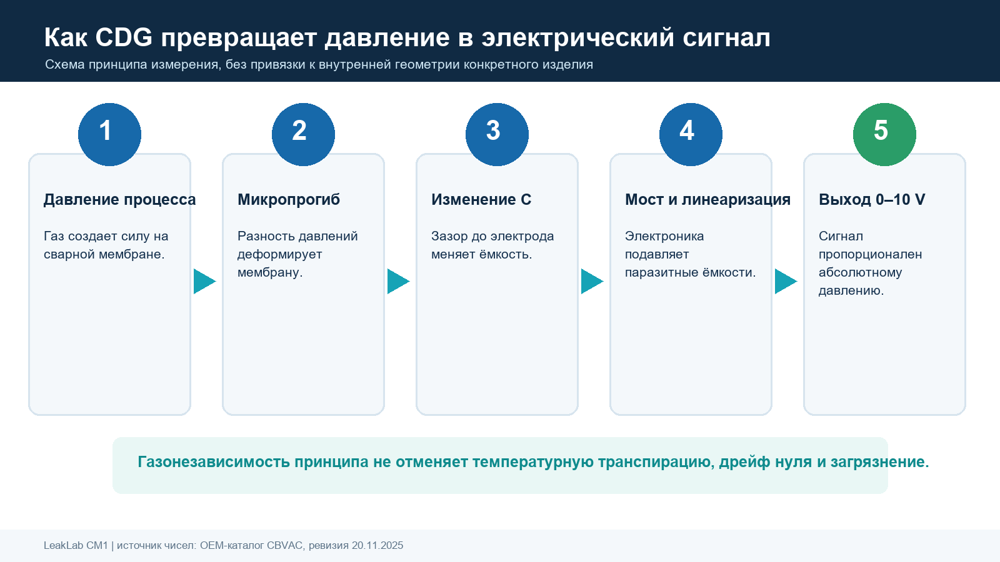 Как CDG превращает давление в электрический сигнал
Схема принципа измерения, без привязки к внутренней геометрии конкретного изделия
1
Давление процесса
Газ создает силу на
сварной мембране.
2
Микропрогиб
Разность давлений
деформирует
мембрану.
3
Изменение C
Зазор до электрода
меняет ёмкость.
4
Мост и линеаризация
Электроника
подавляет
паразитные ёмкости.
5
Выход 0–10 V
Сигнал
пропорционален
абсолютному
давлению.
Газонезависимость принципа не отменяет температурную транспирацию, дрейф нуля и загрязнение.
LeakLab CM1 | источник чисел: OEM-каталог CBVAC, ревизия 20.11.2025